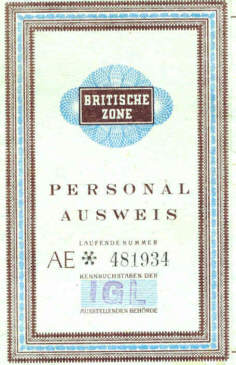 BRITISCHE
ZONE
PERSONAL
AUSWEIS
LAUFENDE NUMMER
AE ✻ 481934
KENNBUCHSTABEN DER
IGL
AUSSTELLENDEN BEHÖRDE